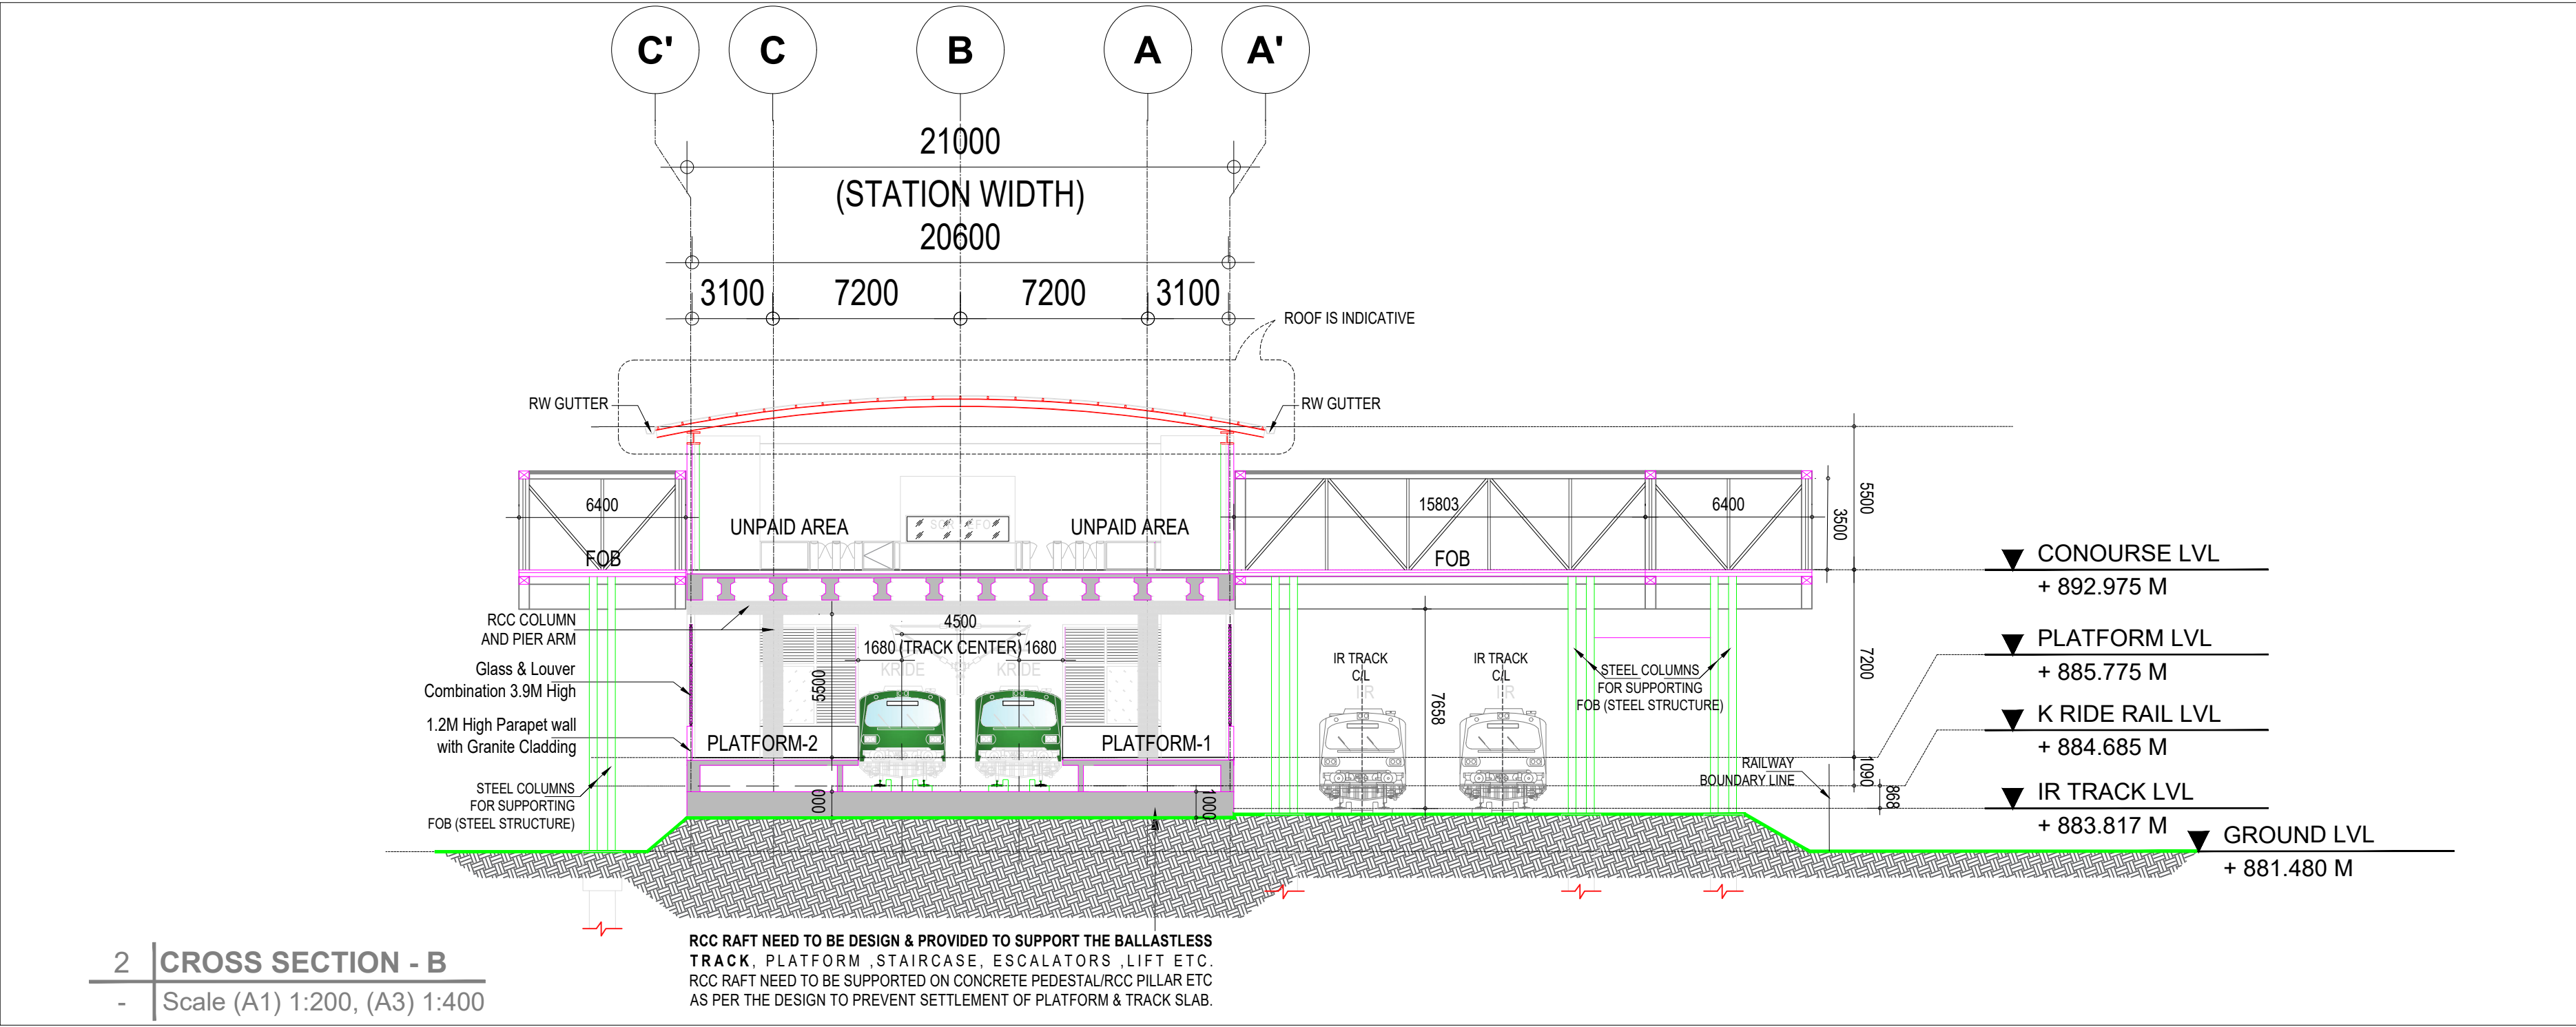 C' C B A A'
21000
(STATION WIDTH)
20600
3100 7200 7200 3100
ROOF IS INDICATIVE
RW GUTTER
RW GUTTER
6400
15803
6400
5500
3500
UNPAID AREA
SCR EFO
UNPAID AREA
FOB
FOB
CONOURSE LVL
+ 892.975 M
RCC COLUMN
AND PIER ARM
4500
1680 (TRACK CENTER) 1680
KRIDE
KRIDE
5500
Glass & Louver
Combination 3.9M High
1.2M High Parapet wall
with Granite Cladding
PLATFORM-2
PLATFORM-1
IR TRACK
C/L
IR TRACK
C/L
IR
IR
7658
STEEL COLUMNS
FOR SUPPORTING
FOB (STEEL STRUCTURE)
7200
PLATFORM LVL
+ 885.775 M
K RIDE RAIL LVL
+ 884.685 M
RAILWAY
BOUNDARY LINE
1090
868
STEEL COLUMNS
FOR SUPPORTING
FOB (STEEL STRUCTURE)
000
1000
IR TRACK LVL
+ 883.817 M
GROUND LVL
+ 881.480 M
RCC RAFT NEED TO BE DESIGN & PROVIDED TO SUPPORT THE BALLASTLESS
TRACK, PLATFORM ,STAIRCASE, ESCALATORS ,LIFT ETC.
RCC RAFT NEED TO BE SUPPORTED ON CONCRETE PEDESTAL/RCC PILLAR ETC
AS PER THE DESIGN TO PREVENT SETTLEMENT OF PLATFORM & TRACK SLAB.
2 CROSS SECTION - B
- Scale (A1) 1:200, (A3) 1:400